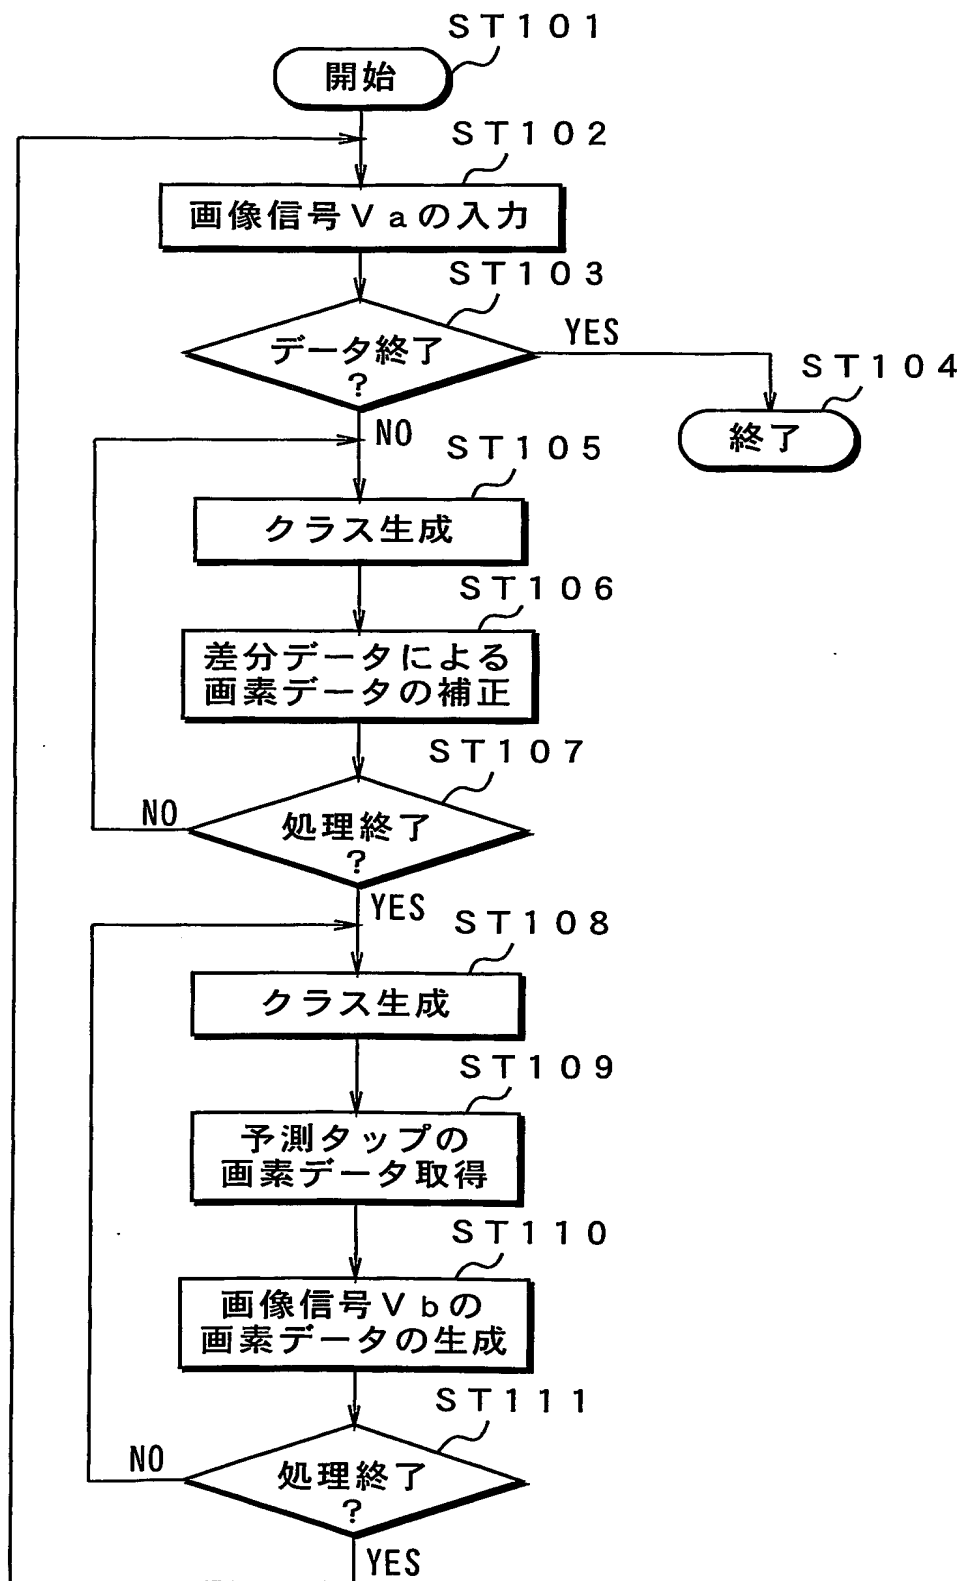 ST101
開始
ST102
画像信号Vaの入力
ST103
データ終了
?
YES
ST104
終了
NO
ST105
クラス生成
ST106
差分データによる
画素データの補正
ST107
処理終了
?
NO
YES
ST108
クラス生成
ST109
予測タップの
画素データ取得
ST110
画像信号Vbの
画素データの生成
ST111
処理終了
?
NO
YES